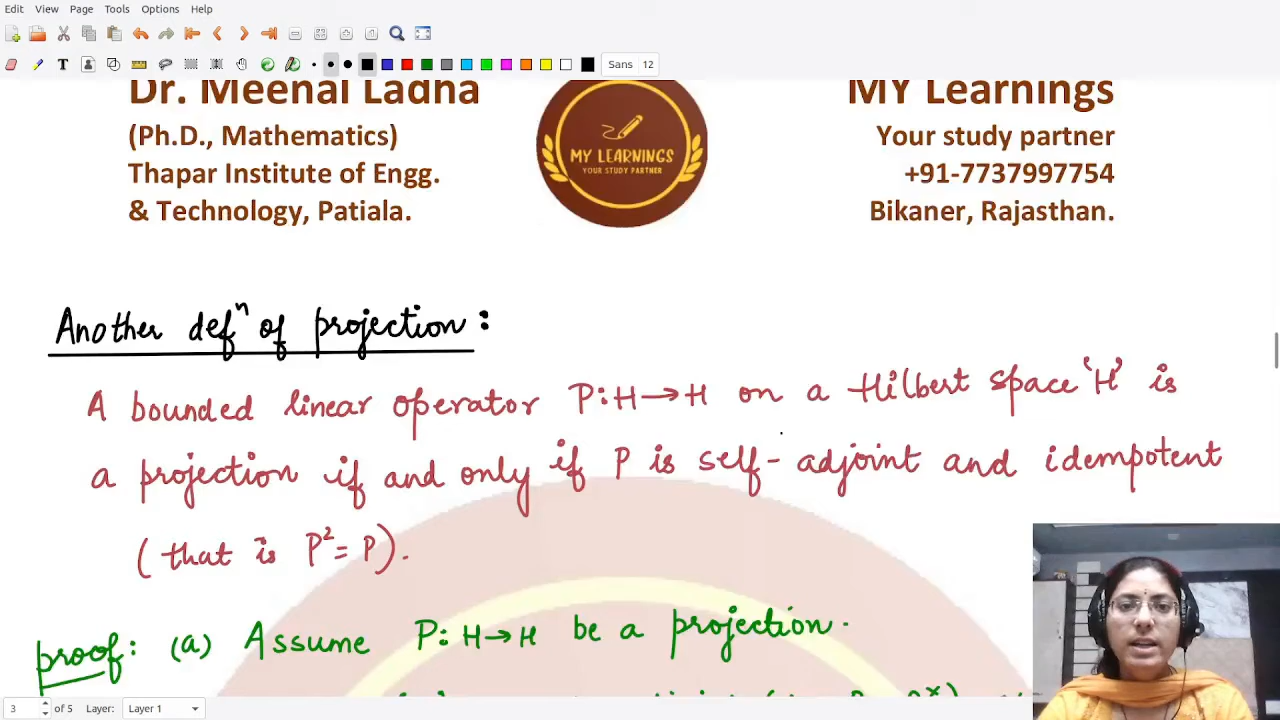 Edit View Page Tools Options Help
Sans 12
Dr. Meenal Ladha
(Ph.D., Mathematics)
Thapar Institute of Engg.
& Technology, Patiala.
MY LEARNINGS
YOUR STUDY PARTNER
MY Learnings
Your study partner
+91-7737997754
Bikaner, Rajasthan.
Another defⁿ of projection:
A bounded linear operator P:H→H on a Hilbert space 'H' is
a projection if and only if P is self-adjoint and idempotent
(that is P²=P).
proof: (a) Assume P:H→H be a projection.
3 of 5 Layer: Layer 1